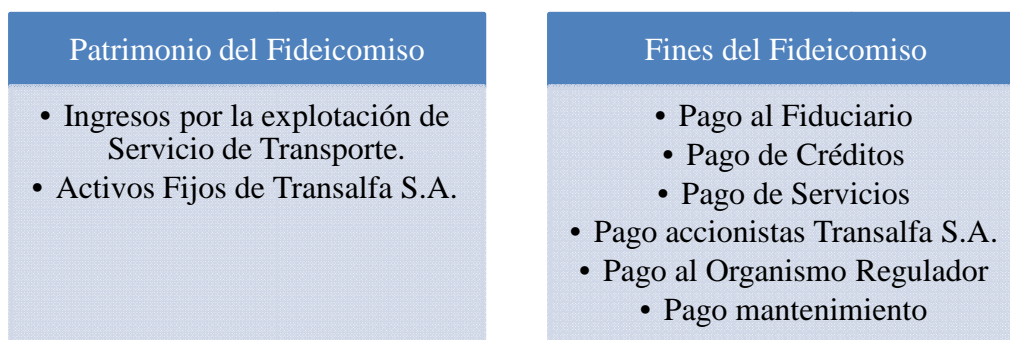 Patrimonio del Fideicomiso
• Ingresos por la explotación de
Servicio de Transporte.
• Activos Fijos de Transalfa S.A.
Fines del Fideicomiso
• Pago al Fiduciario
• Pago de Créditos
• Pago de Servicios
• Pago accionistas Transalfa S.A.
• Pago al Organismo Regulador
• Pago mantenimiento